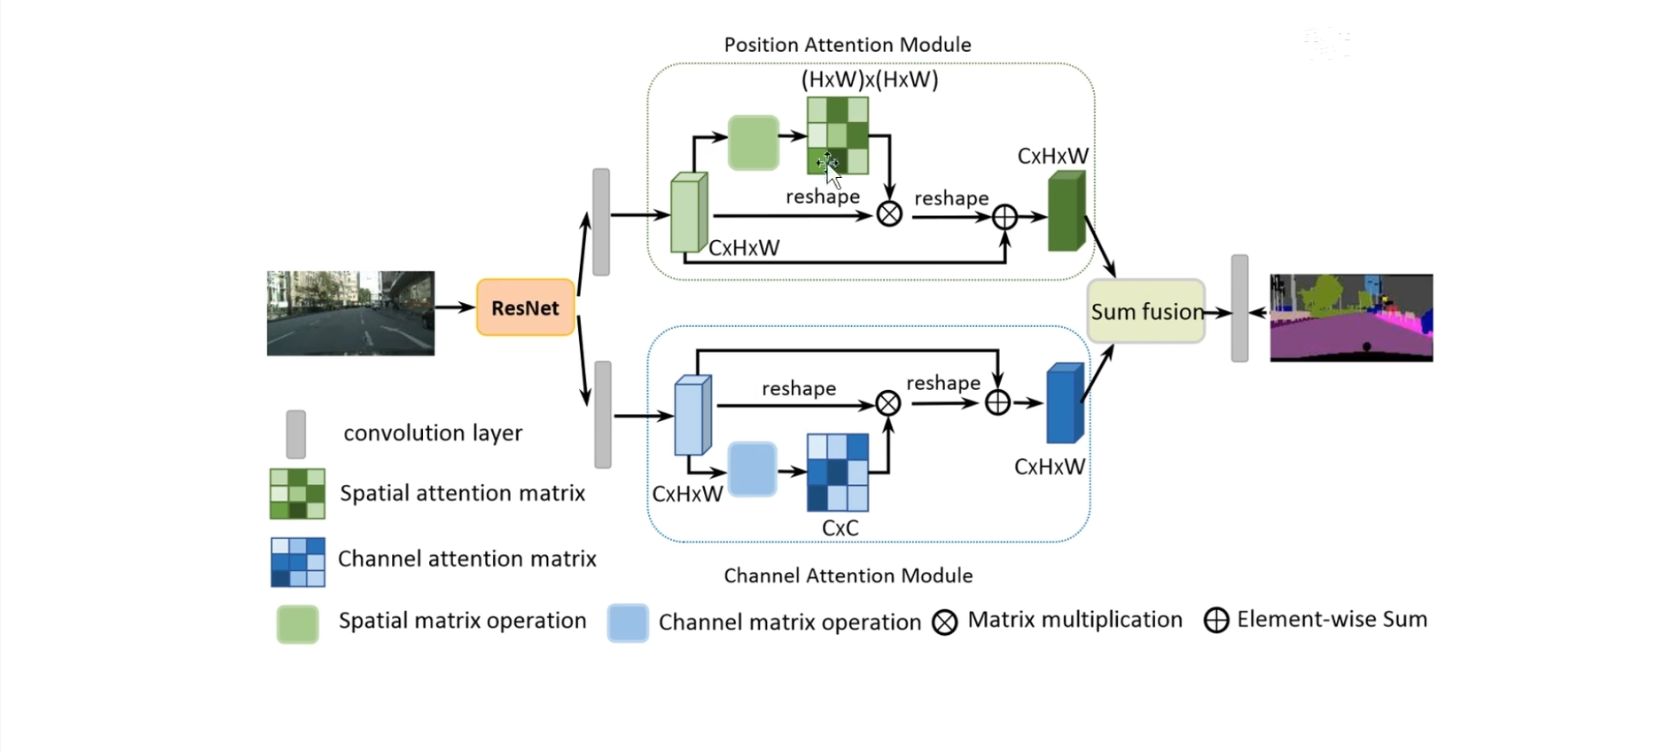 Position Attention Module
(HxW)x(HxW)
CxHxW
reshape
reshape
CxHxW
ResNet
Sum fusion
reshape
reshape
CxHxW
CxHxW
CxC
convolution layer
Spatial attention matrix
Channel attention matrix
Channel Attention Module
Spatial matrix operation
Channel matrix operation
Matrix multiplication
Element-wise Sum